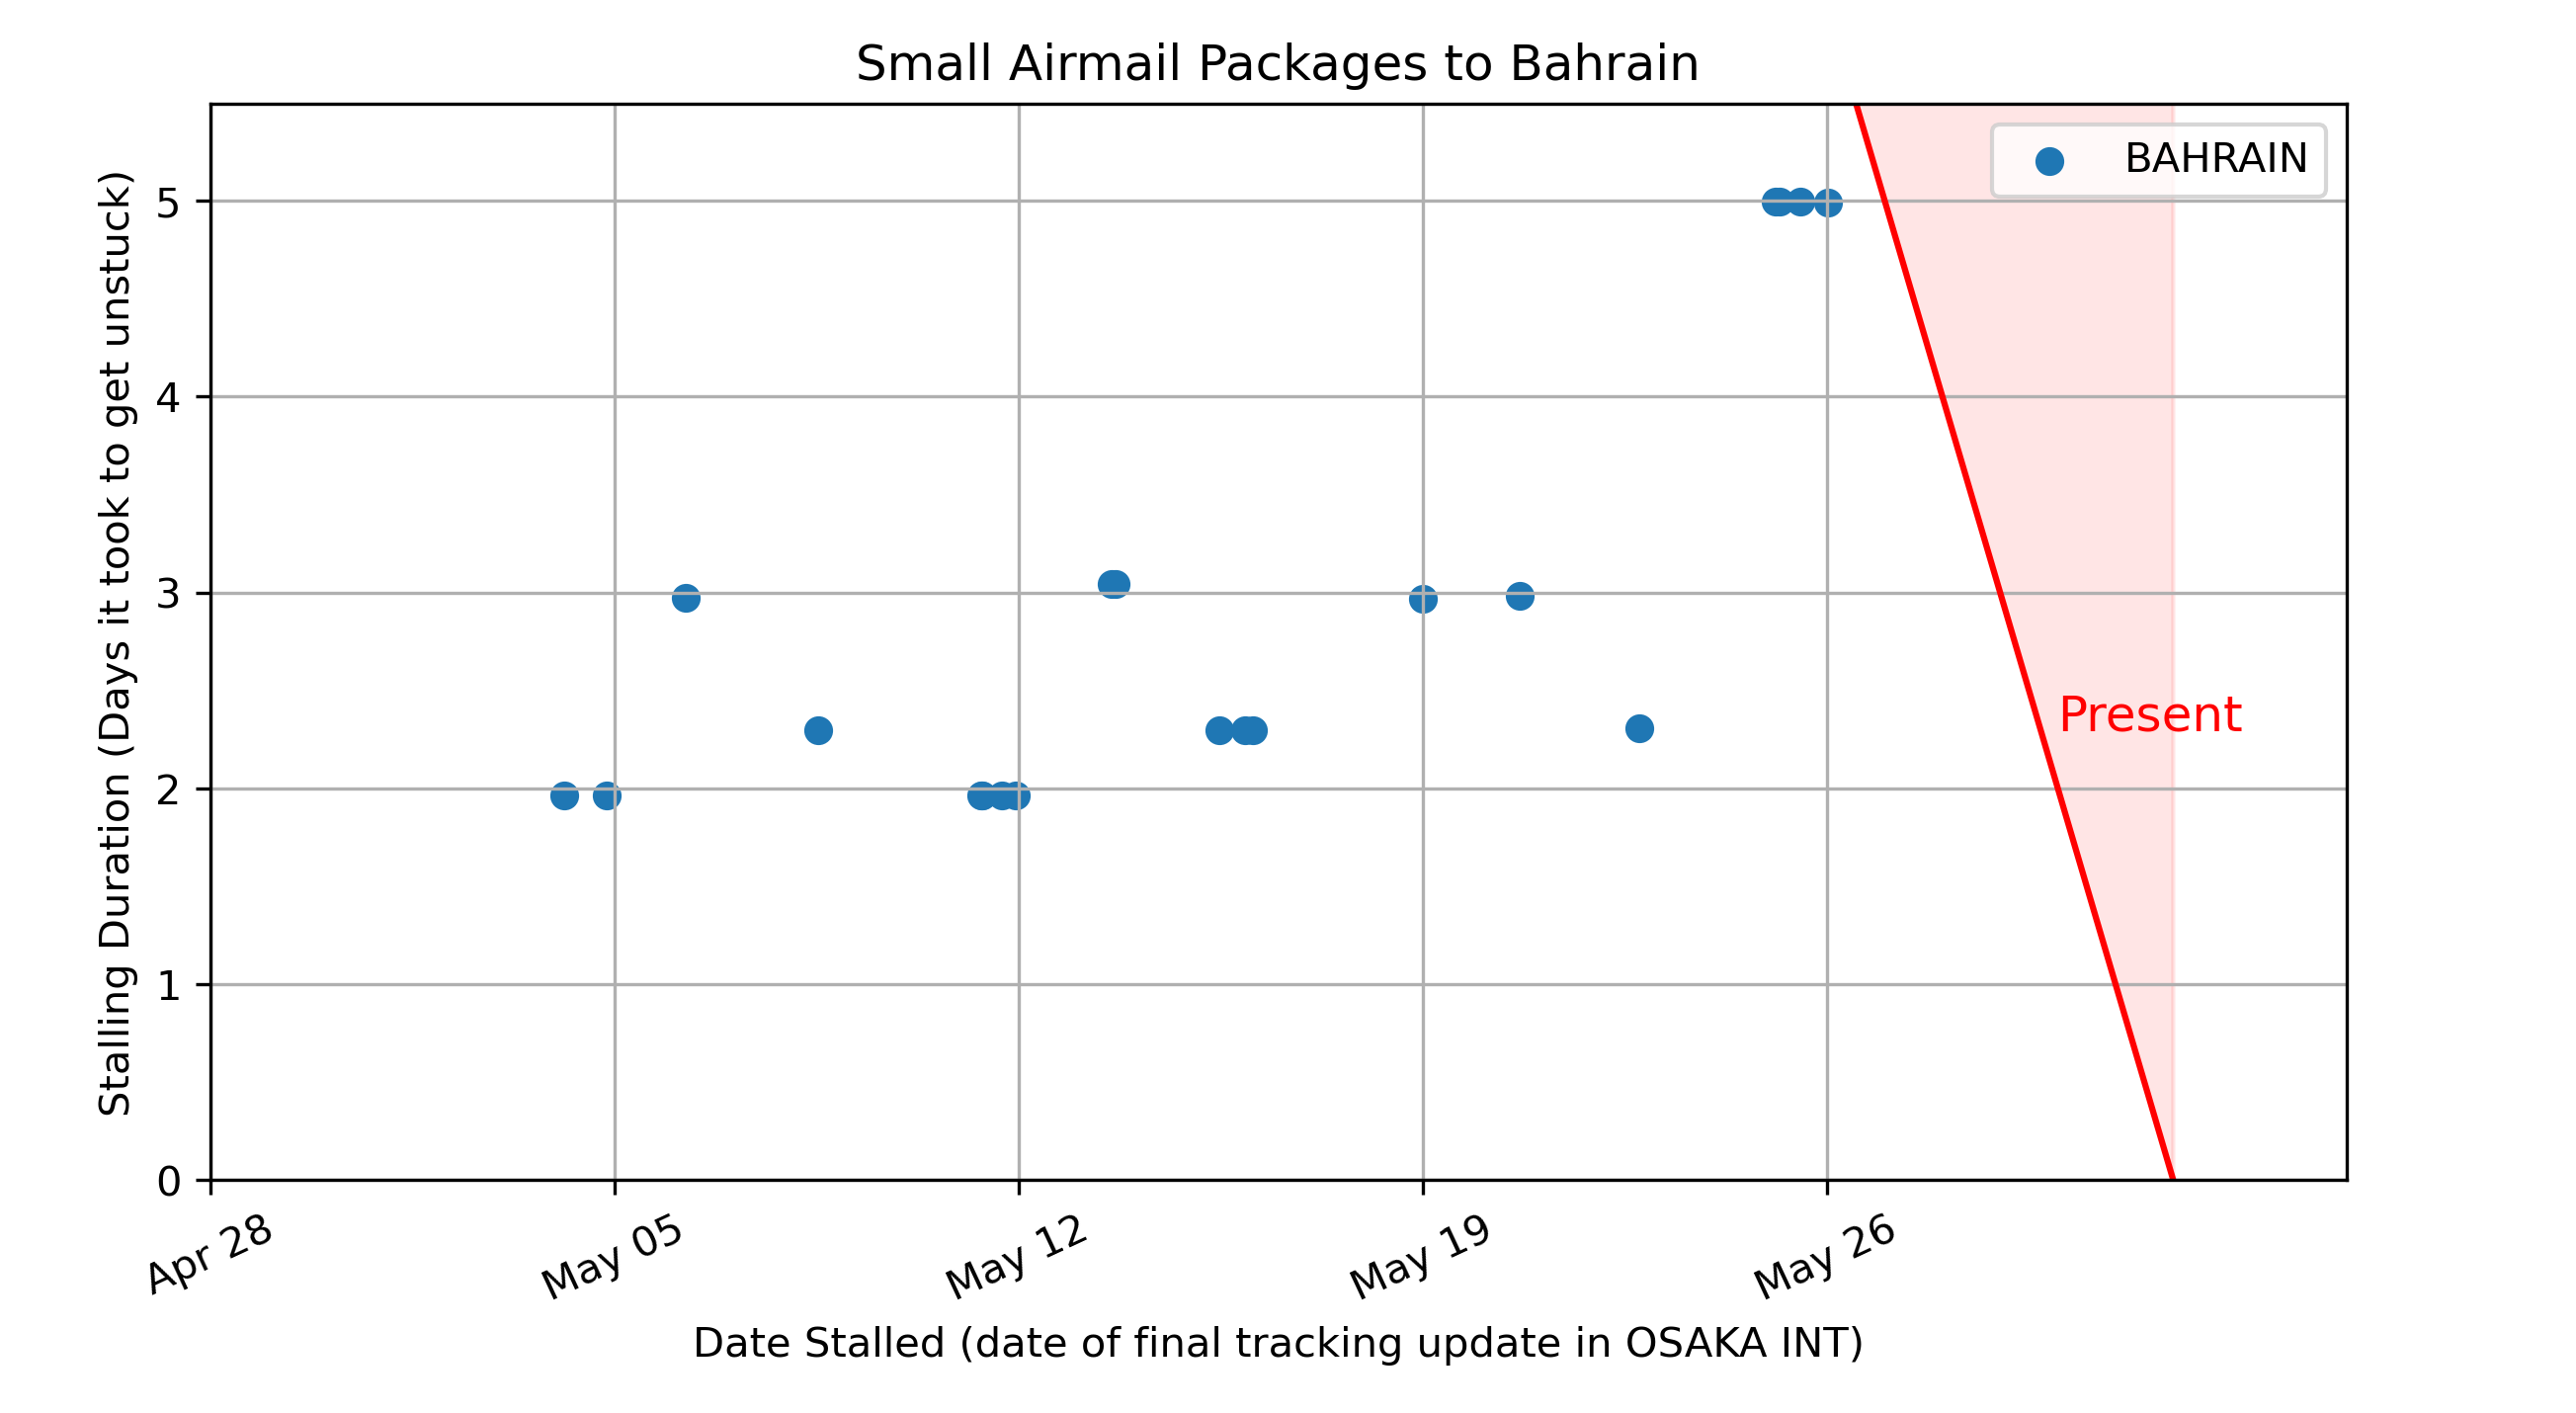 Small Airmail Packages to Bahrain
BAHRAIN
Present
Stalling Duration (Days it took to get unstuck)
5
4
3
2
1
0
Apr 28
May 05
May 12
May 19
May 26
Date Stalled (date of final tracking update in OSAKA INT)